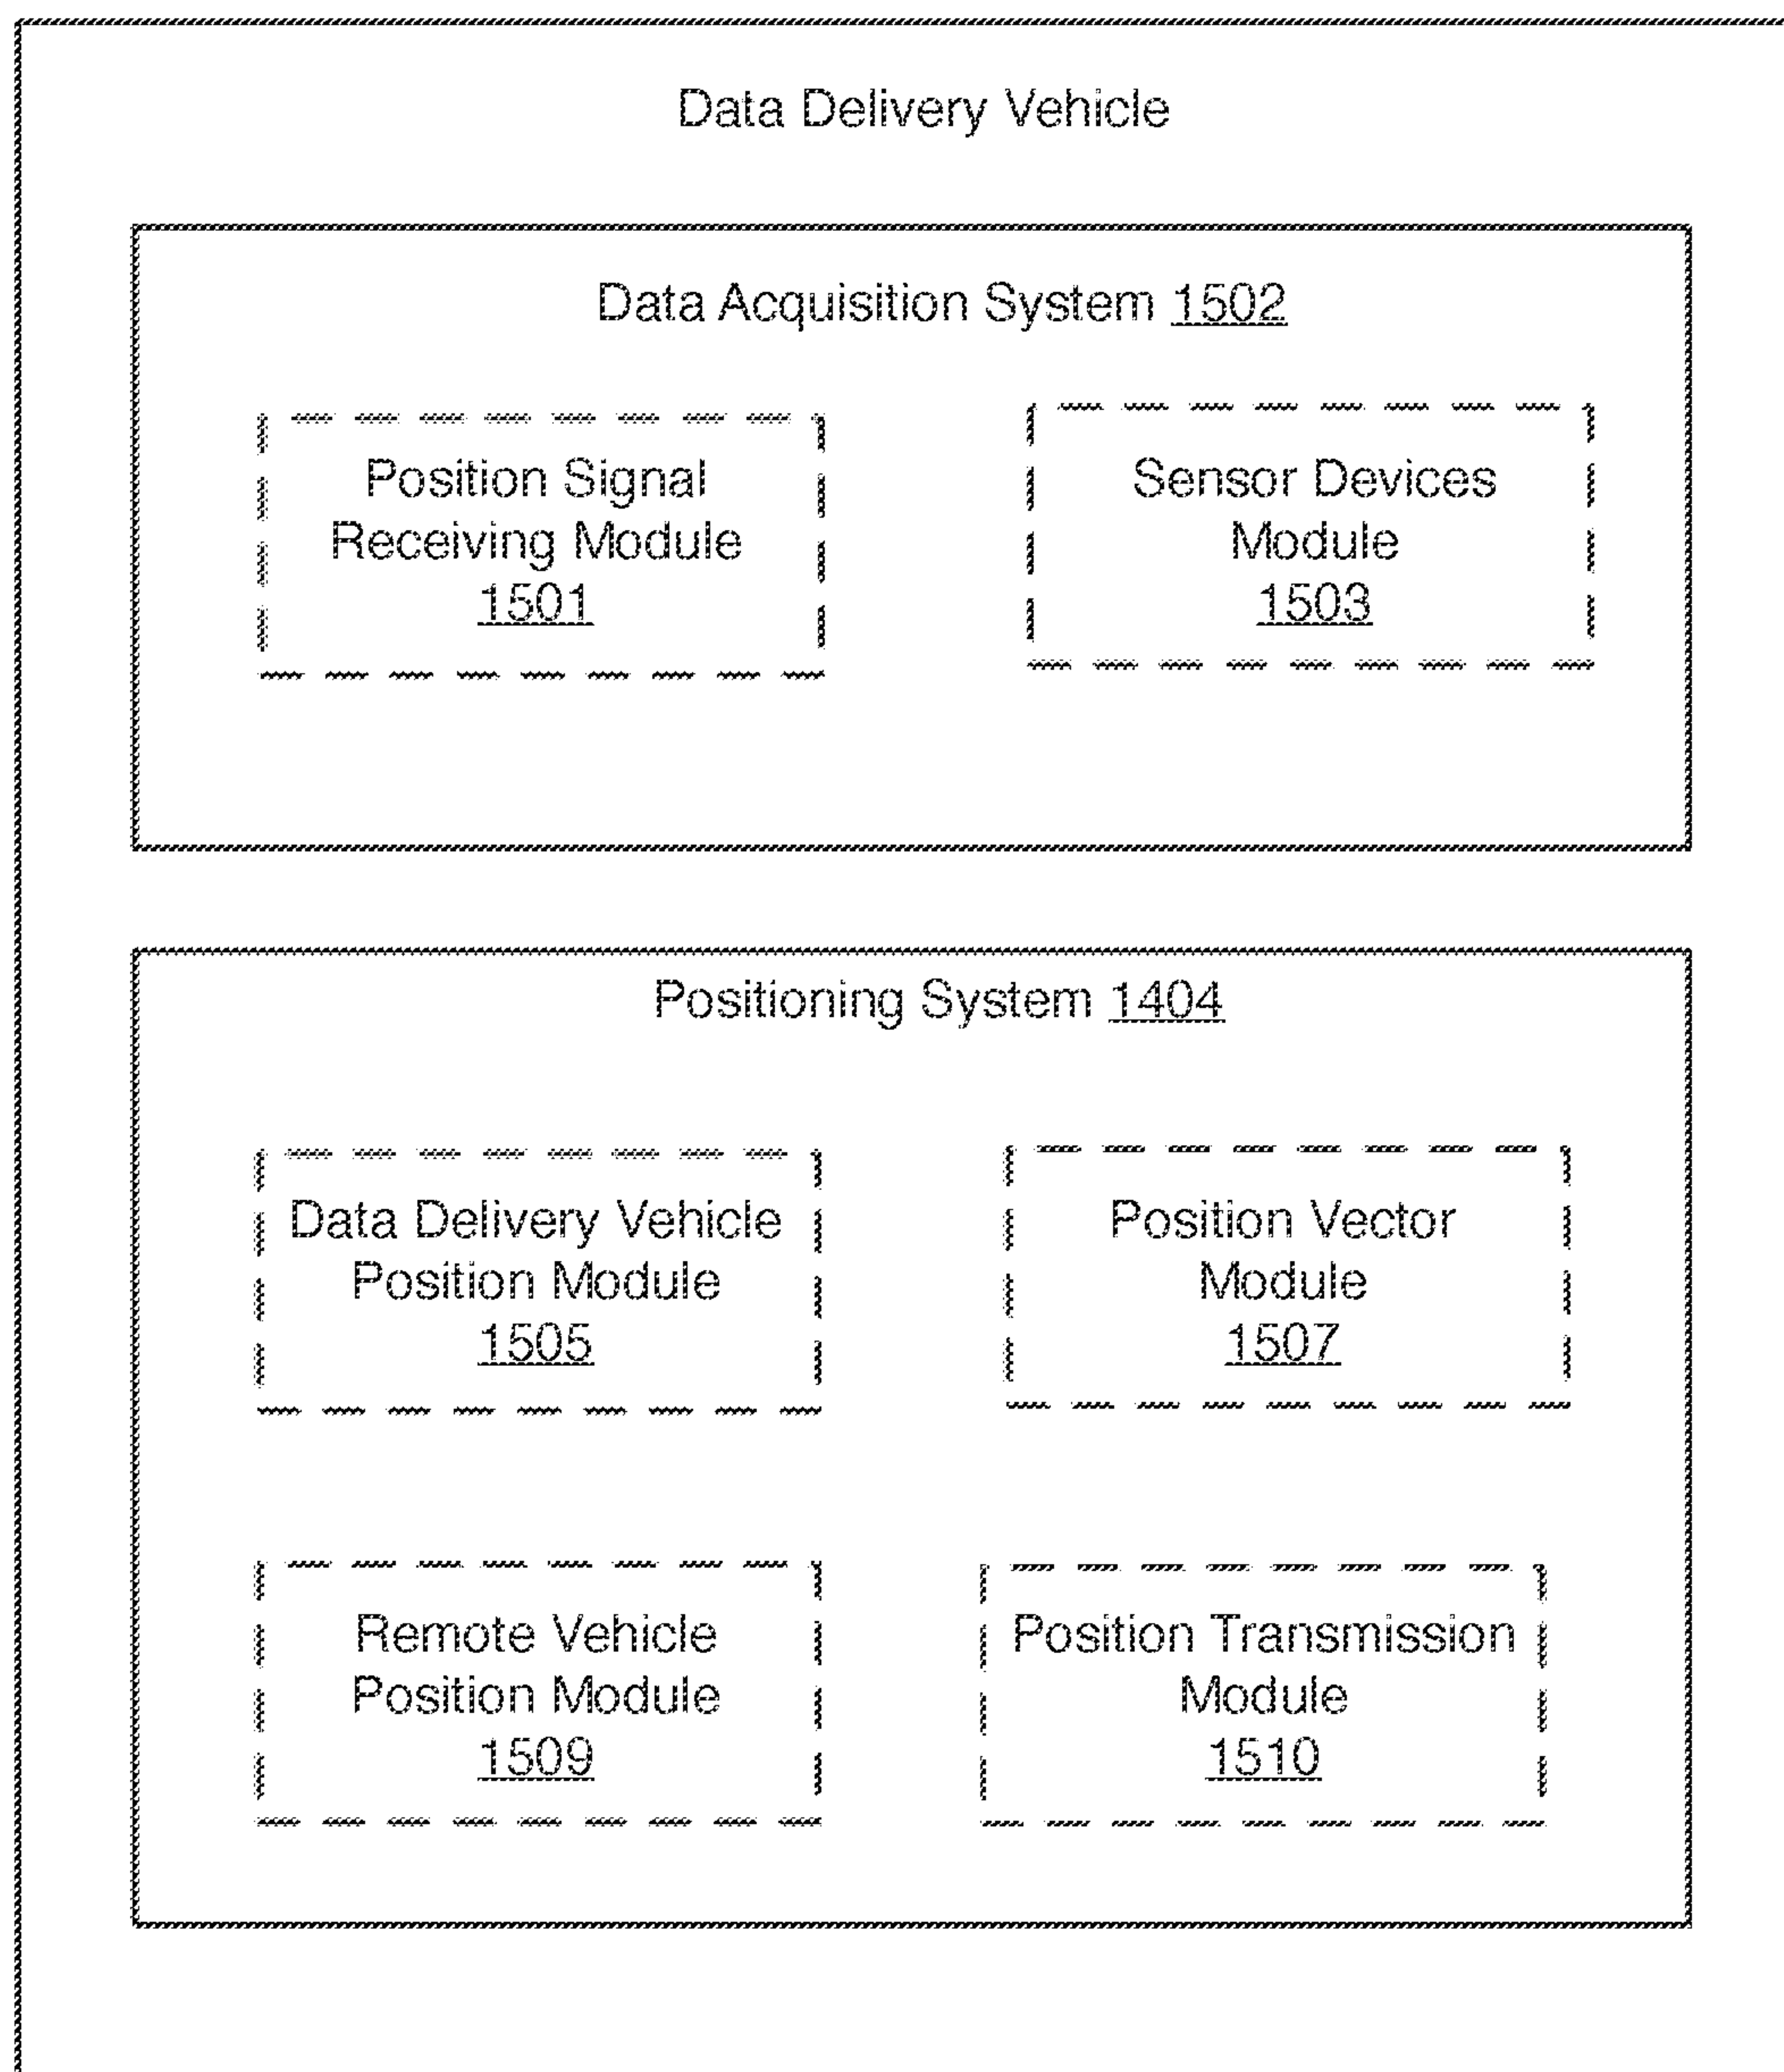 Data Delivery Vehicle
Data Acquisition System 1502
Position Signal
Receiving Module
1501
Sensor Devices
Module
1503
Positioning System 1404
Data Delivery Vehicle
Position Module
1505
Position Vector
Module
1507
Remote Vehicle
Position Module
1509
Position Transmission
Module
1510